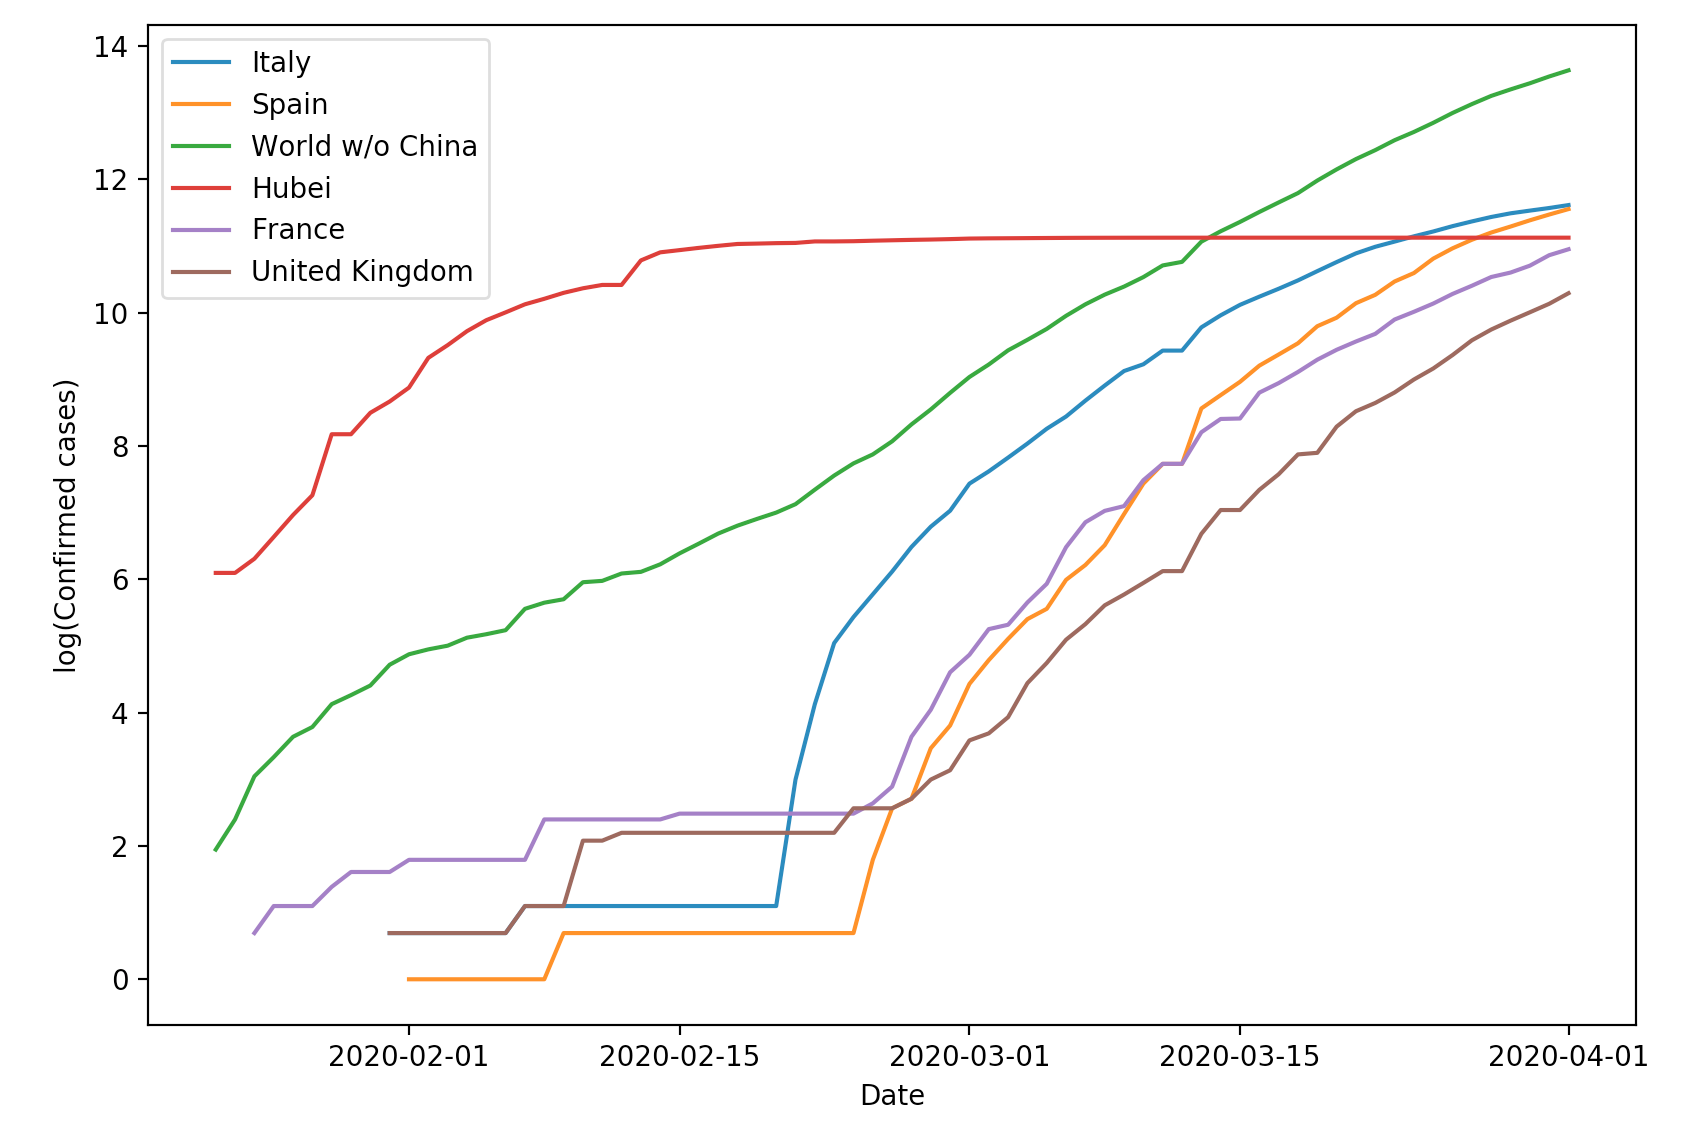 14
12
10
8
6
4
2
0
log(Confirmed cases)
Italy
Spain
World w/o China
Hubei
France
United Kingdom
2020-02-01 2020-02-15 2020-03-01 2020-03-15 2020-04-01
Date